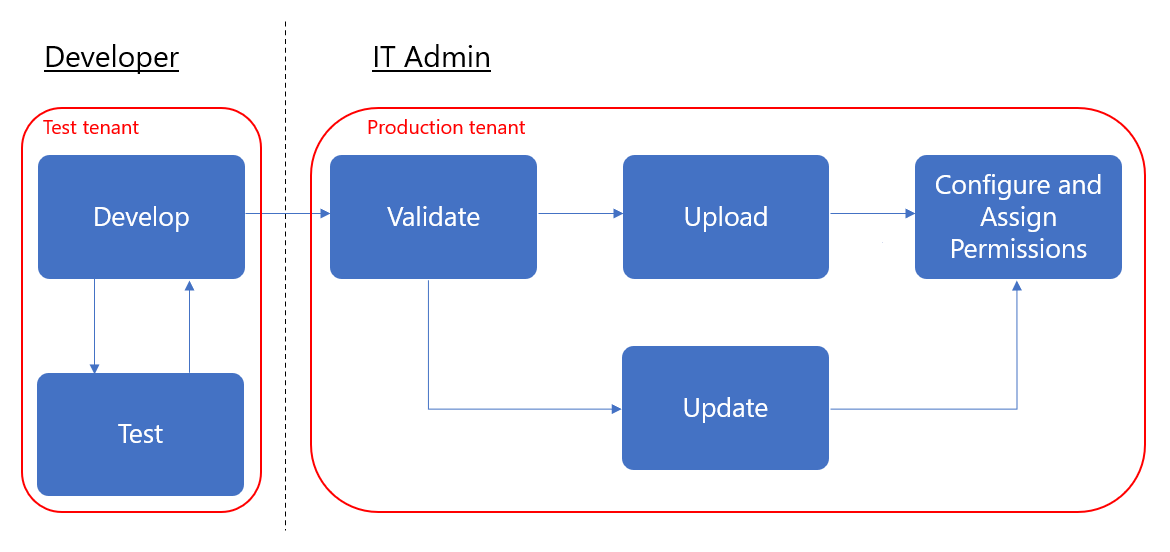 Developer
IT Admin
Test tenant
Production tenant
Develop
Validate
Upload
Configure and
Assign
Permissions
Test
Update